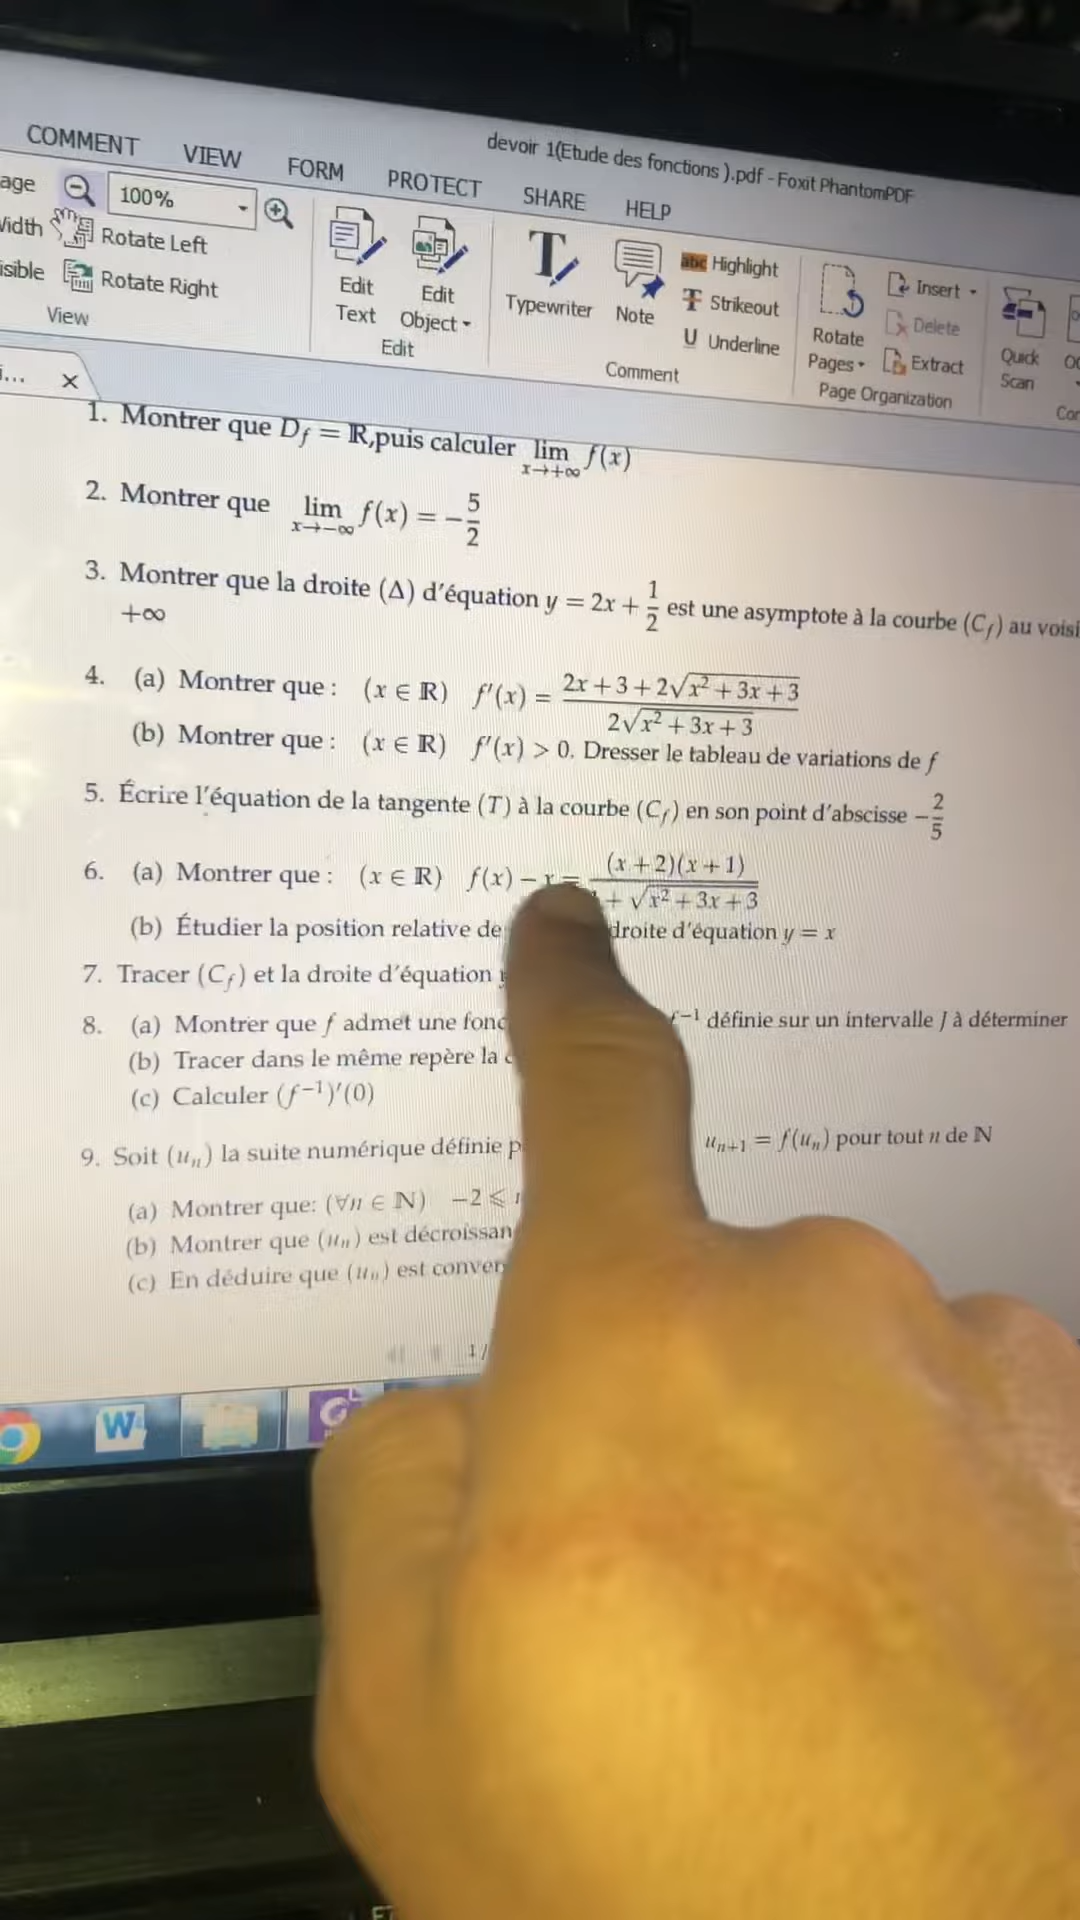 devoir 1(Etude des fonctions ).pdf - Foxit PhantomPDF
COMMENT VIEW FORM PROTECT SHARE HELP
100%
Rotate Left
Rotate Right
View
Edit Text
Edit Object
Edit
Typewriter
Note
Highlight
Strikeout
U Underline
Comment
Rotate Pages
Insert
Delete
Extract
Page Organization
Quick Scan
1. Montrer que D_f = ℝ,puis calculer lim_{x→+∞} f(x)
2. Montrer que lim_{x→−∞} f(x) = −5/2
3. Montrer que la droite (Δ) d'équation y = 2x + 1/2 est une asymptote à la courbe (C_f) au voisi
+∞
4. (a) Montrer que : (x ∈ ℝ) f′(x) = (2x + 3 + 2√(x² + 3x + 3))/(2√(x² + 3x + 3))
(b) Montrer que : (x ∈ ℝ) f′(x) > 0. Dresser le tableau de variations de f
5. Écrire l'équation de la tangente (T) à la courbe (C_f) en son point d'abscisse −2/5
6. (a) Montrer que : (x ∈ ℝ) f(x) − x = (x + 2)(x + 1)/( + √(x² + 3x + 3))
(b) Étudier la position relative de droite d'équation y = x
7. Tracer (C_f) et la droite d'équation
8. (a) Montrer que f admet une fonc f⁻¹ définie sur un intervalle J à déterminer
(b) Tracer dans le même repère la
(c) Calculer (f⁻¹)′(0)
9. Soit (u_n) la suite numérique définie p u_{n+1} = f(u_n) pour tout n de ℕ
(a) Montrer que: (∀n ∈ ℕ) −2 ⩽
(b) Montrer que (u_n) est décroissan
(c) En déduire que (u_n) est conver
1 /